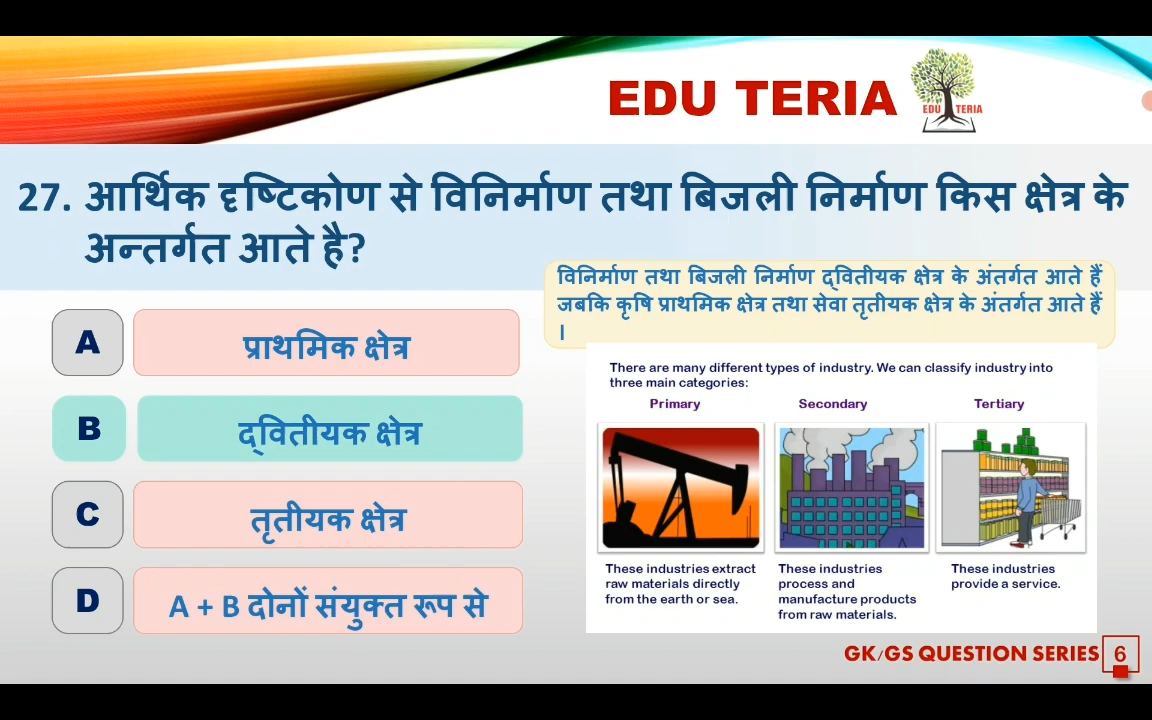 EDU TERIA
EDU TERIA
27. आर्थिक दृष्टिकोण से विनिर्माण तथा बिजली निर्माण किस क्षेत्र के
अन्तर्गत आते है?
विनिर्माण तथा बिजली निर्माण द्वितीयक क्षेत्र के अंतर्गत आते हैं
जबकि कृषि प्राथमिक क्षेत्र तथा सेवा तृतीयक क्षेत्र के अंतर्गत आते हैं
।
A प्राथमिक क्षेत्र
B द्वितीयक क्षेत्र
C तृतीयक क्षेत्र
D A + B दोनों संयुक्त रूप से
There are many different types of industry. We can classify industry into
three main categories:
Primary Secondary Tertiary
These industries extract
raw materials directly
from the earth or sea.
These industries
process and
manufacture products
from raw materials.
These industries
provide a service.
GK/GS QUESTION SERIES 6